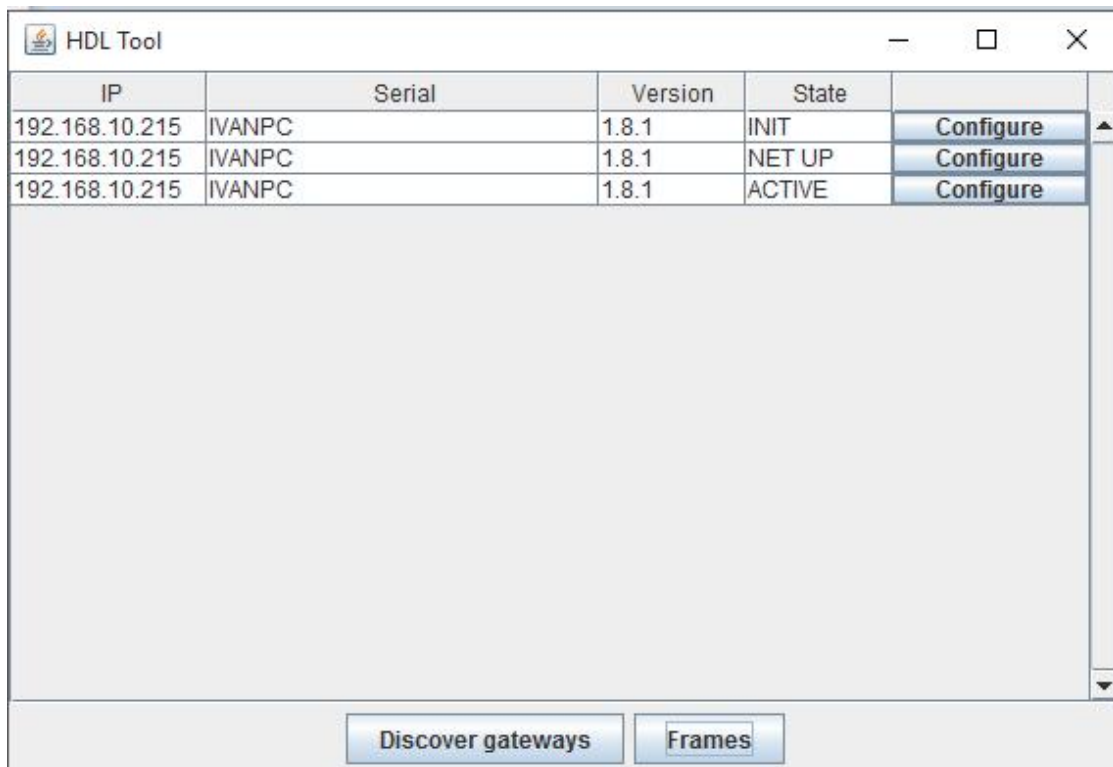 HDL Tool
IP Serial Version State
192.168.10.215 IVANPC 1.8.1 INIT Configure
192.168.10.215 IVANPC 1.8.1 NET UP Configure
192.168.10.215 IVANPC 1.8.1 ACTIVE Configure
Discover gateways Frames